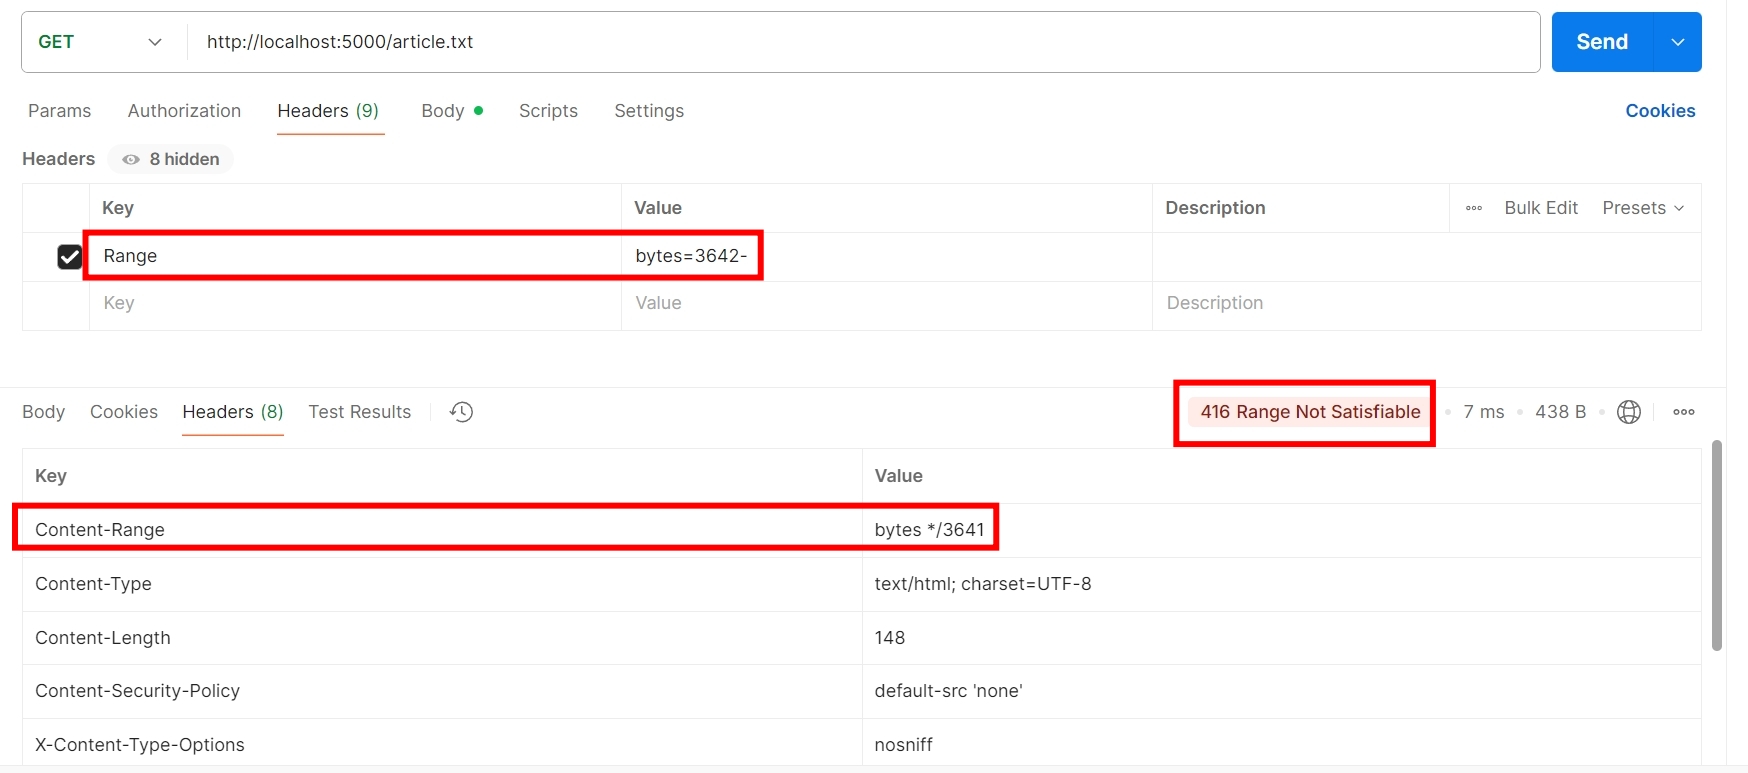 GET http://localhost:5000/article.txt Send
Params Authorization Headers (9) Body Scripts Settings Cookies
Headers 8 hidden
Key Value Description Bulk Edit Presets
Range bytes=3642-
Key Value Description
Body Cookies Headers (8) Test Results 416 Range Not Satisfiable 7 ms 438 B
Key Value
Content-Range bytes */3641
Content-Type text/html; charset=UTF-8
Content-Length 148
Content-Security-Policy default-src 'none'
X-Content-Type-Options nosniff